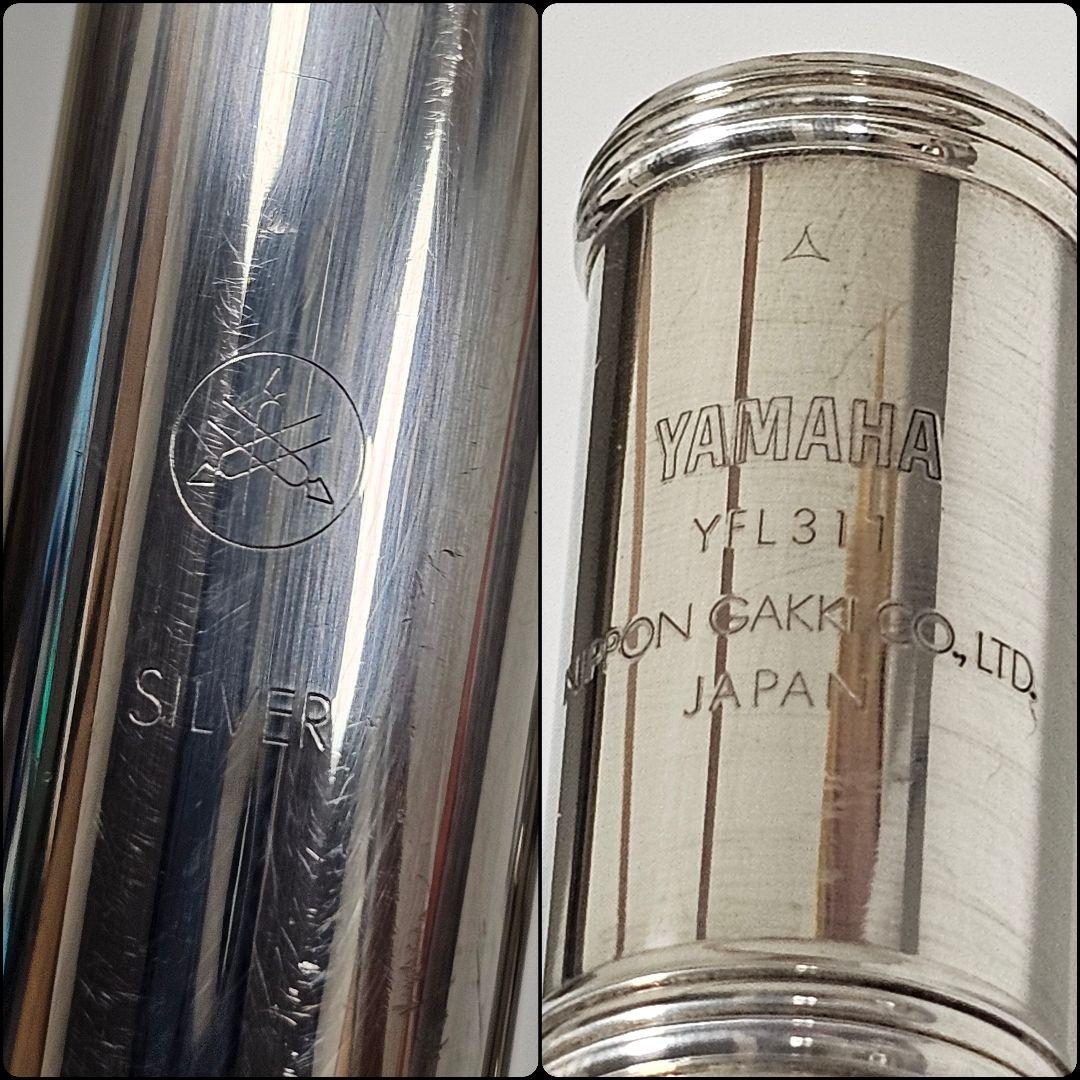 SILVER
YAMAHA
YFL311
NIPPON GAKKI CO., LTD.
JAPAN